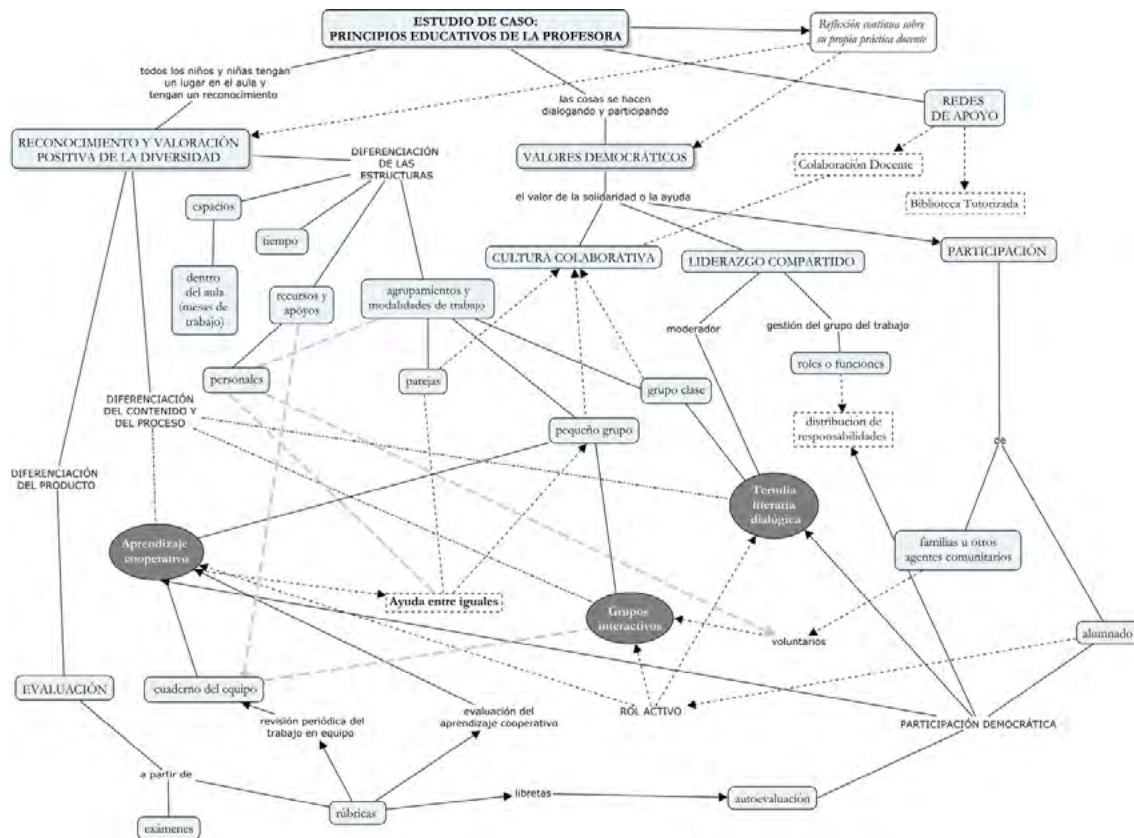 ESTUDIO DE CASO:
PRINCIPIOS EDUCATIVOS DE LA PROFESORA
Reflexión continua sobre
su propia práctica docente
todos los niños y niñas tengan
un lugar en el aula y
tengan un reconocimiento
las cosas se hacen
dialogando y participando
REDES
DE APOYO
RECONOCIMIENTO Y VALORACIÓN
POSITIVA DE LA DIVERSIDAD
DIFERENCIACIÓN
DE LAS
ESTRUCTURAS
VALORES DEMOCRÁTICOS
Colaboración Docente
el valor de la solidaridad o la ayuda
Biblioteca Tutorizada
espacios
tiempo
CULTURA COLABORATIVA
LIDERAZGO COMPARTIDO
PARTICIPACIÓN
dentro
del aula
(mesas de
trabajo)
recursos y
apoyos
agrupamientos y
modalidades de trabajo
moderador
gestión del grupo del trabajo
roles o funciones
personales
parejas
grupo clase
DIFERENCIACIÓN
DEL CONTENIDO Y
DEL PROCESO
pequeño grupo
distribución de
responsabilidades
de
DIFERENCIACIÓN
DEL PRODUCTO
Tertulia
literaria
dialógica
Aprendizaje
cooperativo
familias u otros
agentes comunitarios
Ayuda entre iguales
Grupos
interactivos
voluntarios
alumnado
EVALUACIÓN
cuaderno del equipo
ROL ACTIVO
evaluación del
aprendizaje cooperativo
revisión periódica del
trabajo en equipo
PARTICIPACIÓN DEMOCRÁTICA
a partir de
libretas
autoevaluación
rúbricas
exámenes